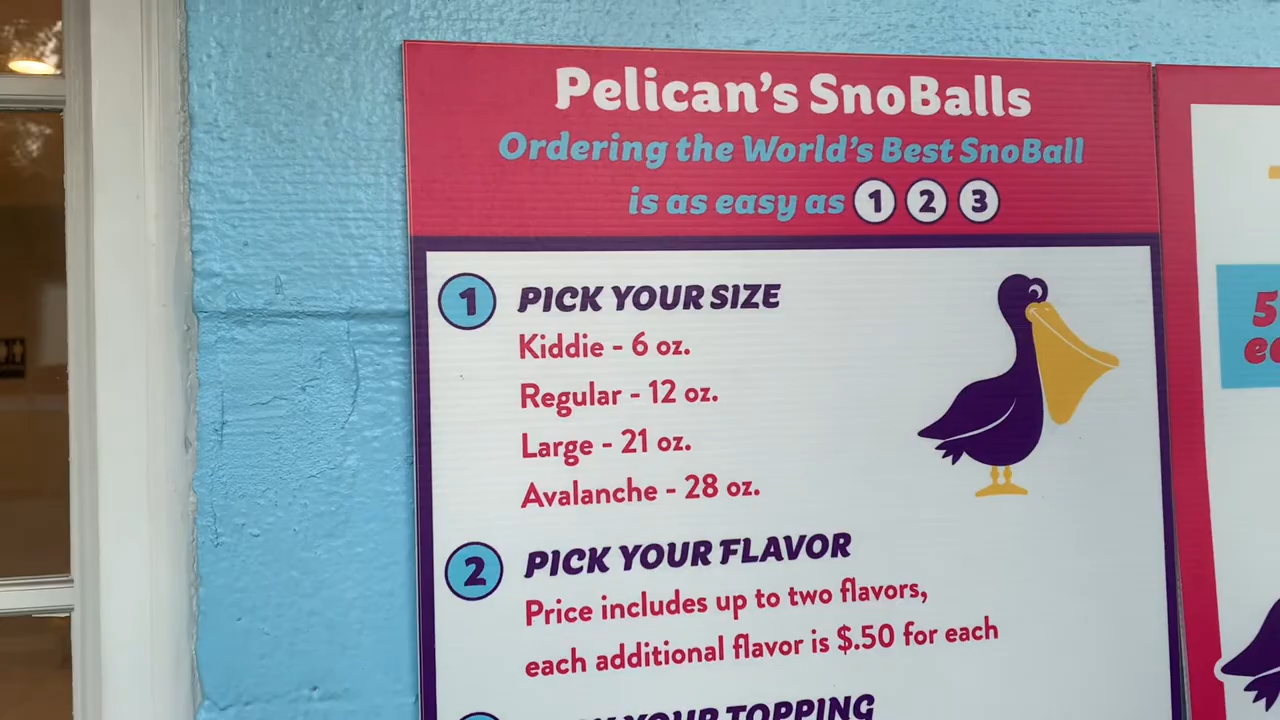 Pelican's SnoBalls
Ordering the World's Best SnoBall
is as easy as 1 2 3
1 PICK YOUR SIZE
Kiddie - 6 oz.
Regular - 12 oz.
Large - 21 oz.
Avalanche - 28 oz.
2 PICK YOUR FLAVOR
Price includes up to two flavors,
each additional flavor is $.50 for each
YOUR TOPPING